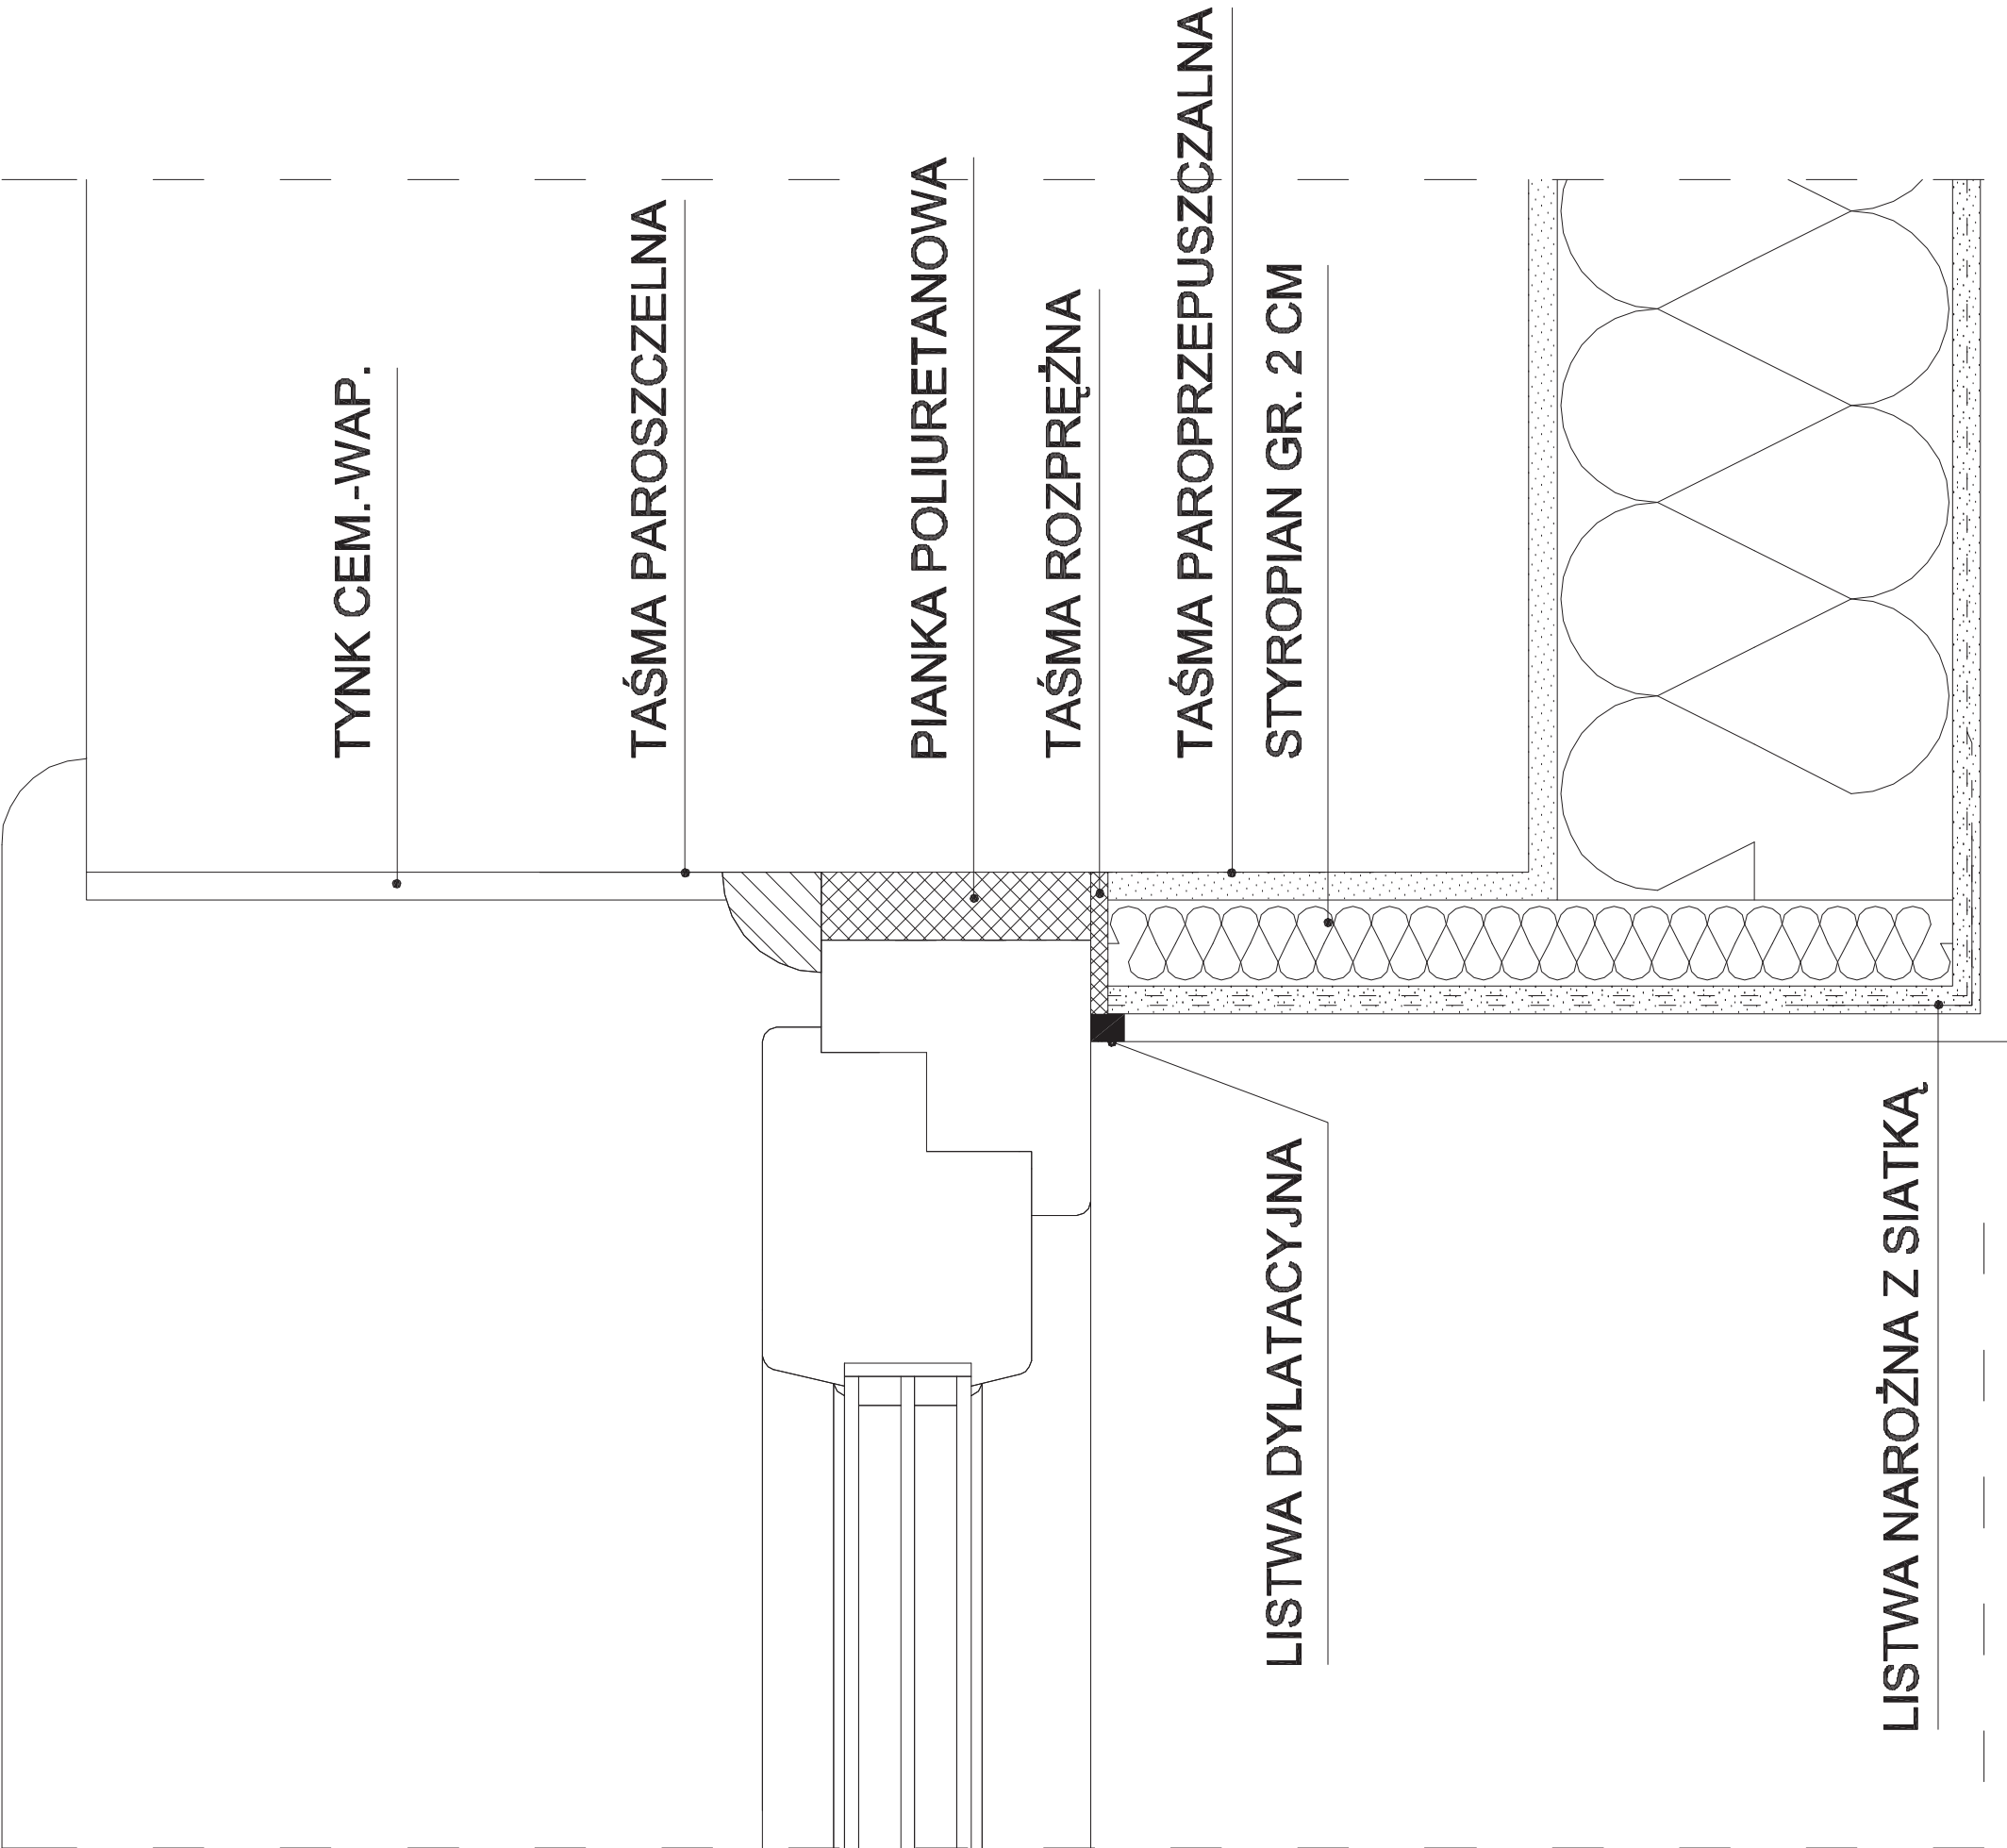 TYNK CEM.-WAP.
TAŚMA PAROSZCZELNA
PIANKA POLIURETANOWA
TAŚMA ROZPRĘŻNA
TAŚMA PAROPRZEPUSZCZALNA
STYROPIAN GR. 2 CM
LISTWA DYLATACYJNA
LISTWA NAROŻNA Z SIATKĄ